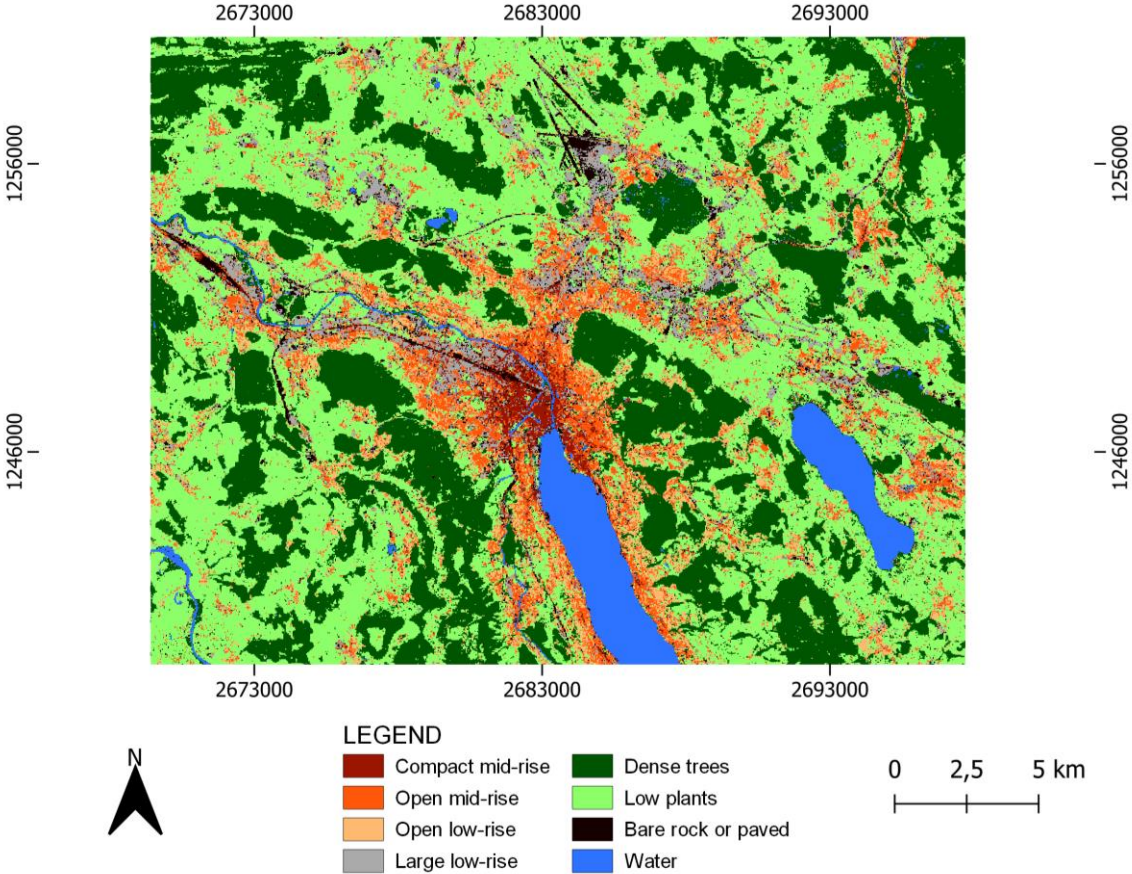 2673000 2683000 2693000
1256000 1256000
1246000 1246000
2673000 2683000 2693000
LEGEND
N
Compact mid-rise Dense trees
Open mid-rise Low plants
Open low-rise Bare rock or paved
Large low-rise Water
0 2,5 5 km